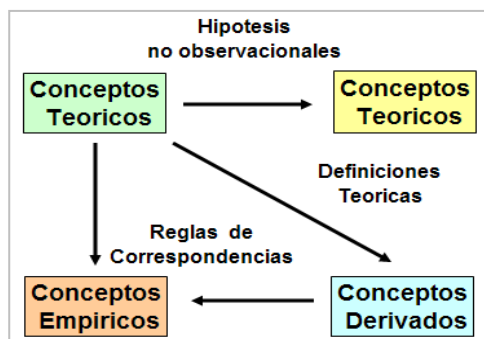 Hipotesis
no observacionales
Conceptos
Teoricos
Conceptos
Teoricos
Definiciones
Teoricas
Reglas de
Correspondencias
Conceptos
Empiricos
Conceptos
Derivados